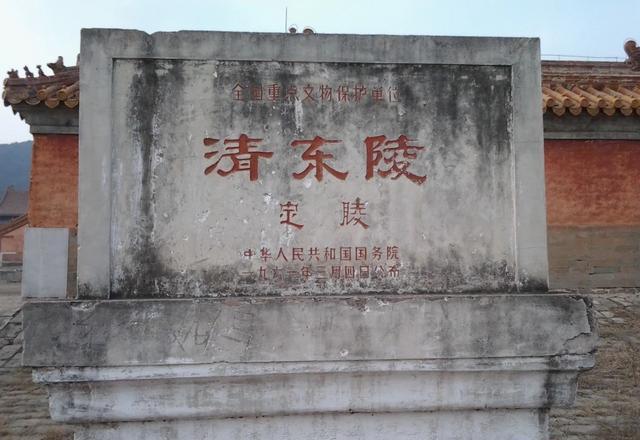 全国重点文物保护单位
清东陵
定陵
中华人民共和国国务院
一九六一年三月四日公布